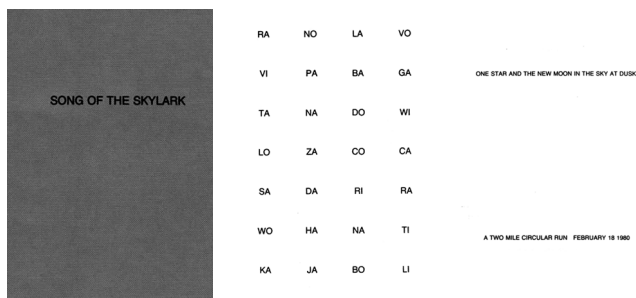 SONG OF THE SKYLARK
RA NO LA VO
VI PA BA GA
TA NA DO WI
LO ZA CO CA
SA DA RI RA
WO HA NA TI
KA JA BO LI
ONE STAR AND THE NEW MOON IN THE SKY AT DUSK
A TWO MILE CIRCULAR RUN FEBRUARY 18 1980